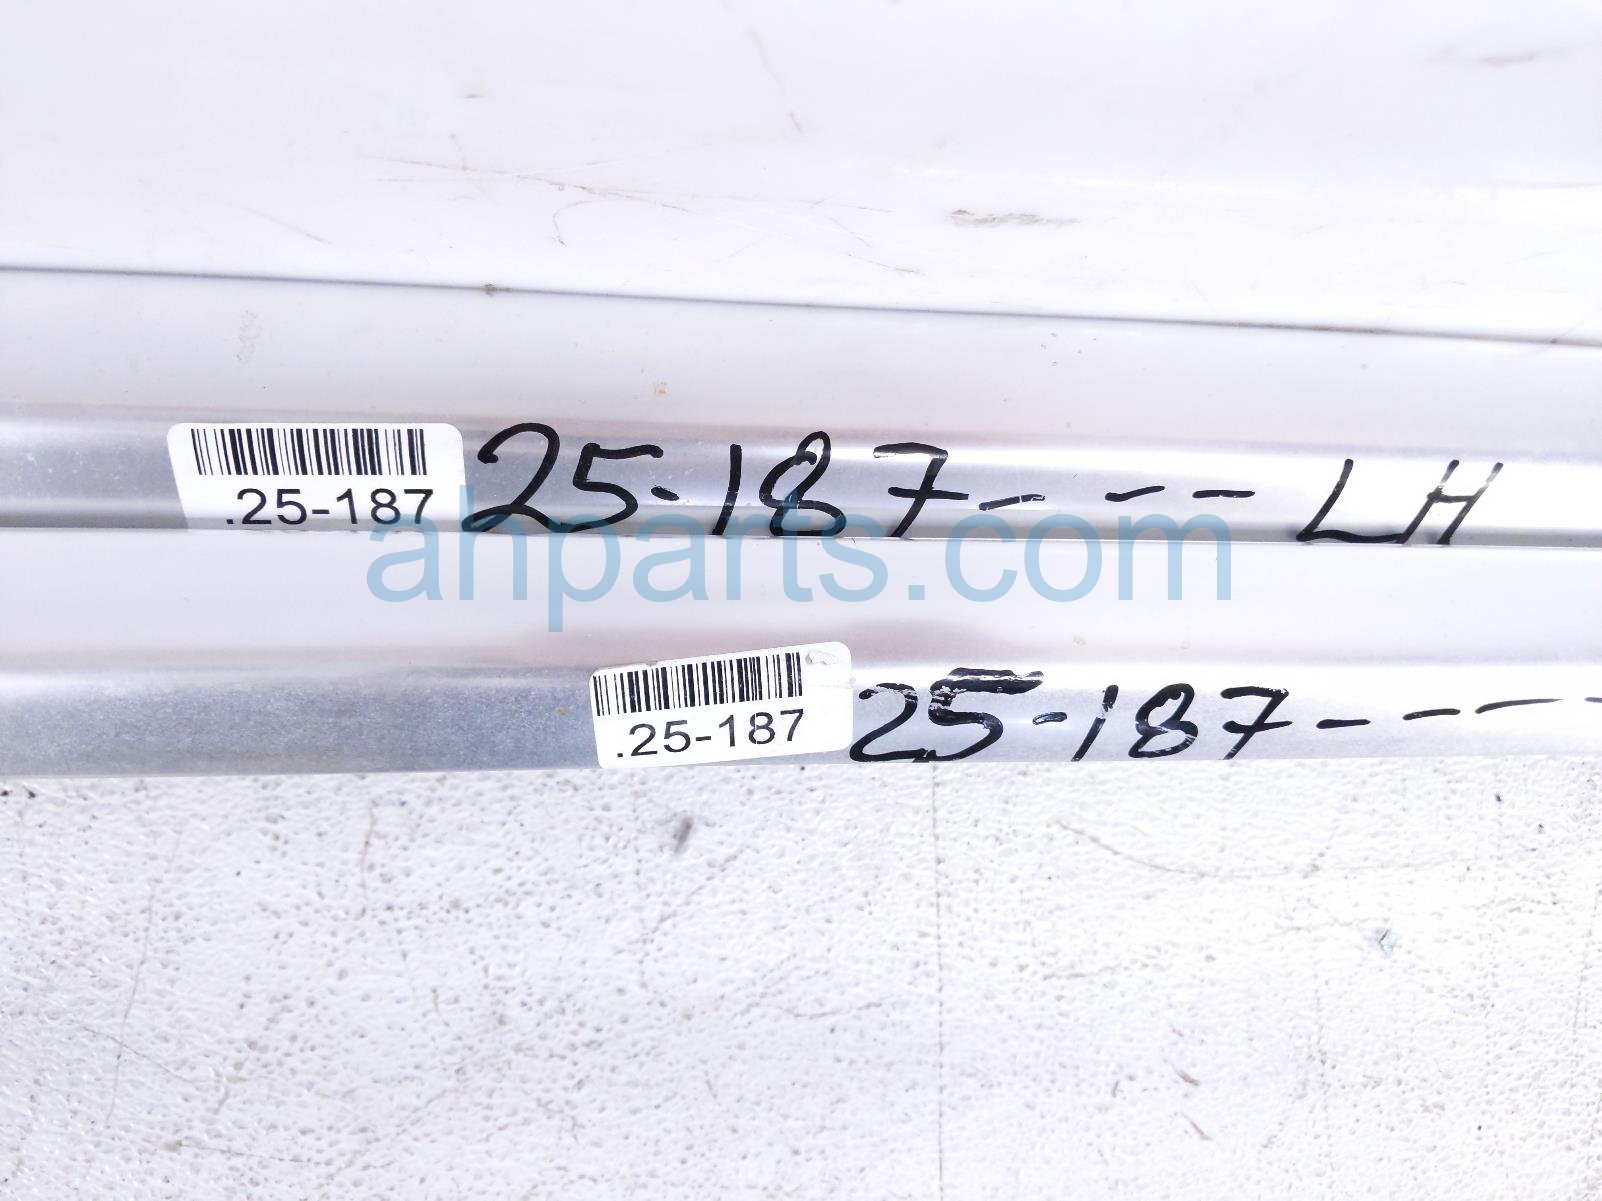 .25-187 25-187---- LH
ahparts.com
.25-187 25-187----